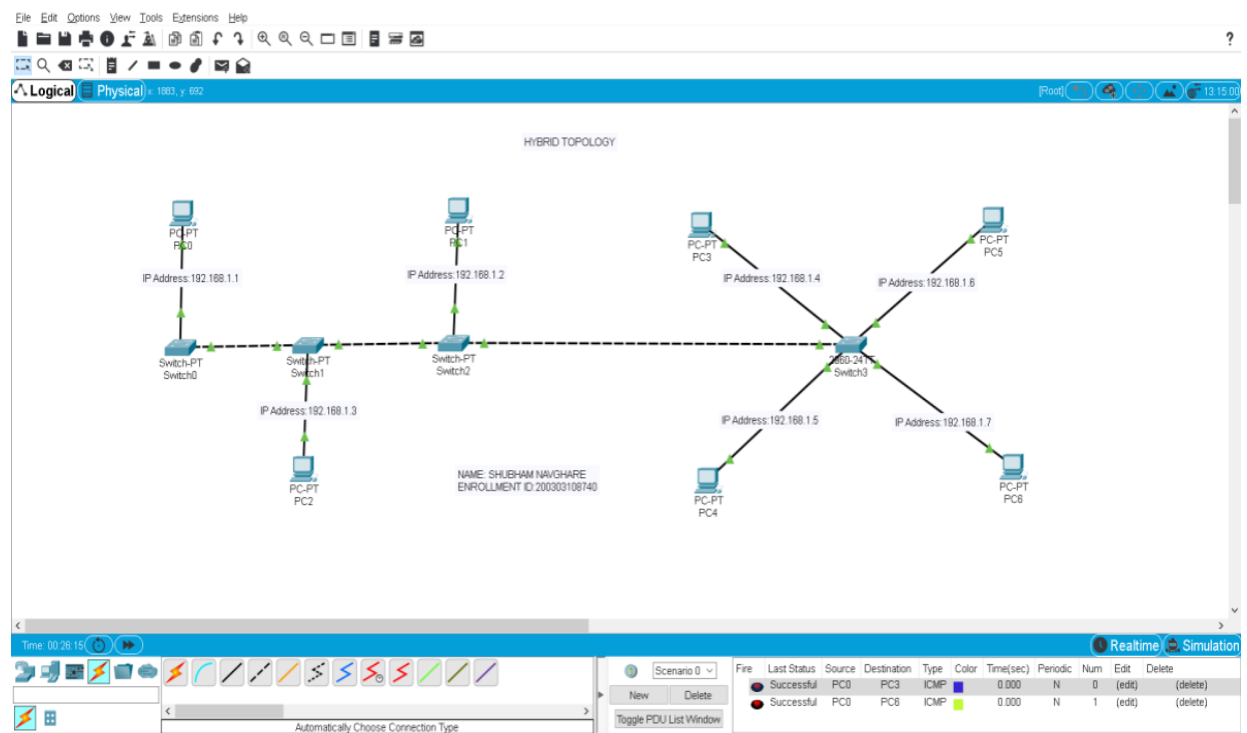 File Edit Options View Tools Extensions Help
?
Logical Physical x: 1883, y: 692 [Root] 13:15:00
HYBRID TOPOLOGY
PC-PT
PC0
PC-PT
PC1
PC-PT
PC3
PC-PT
PC5
IP Address:192.168.1.1
IP Address:192.168.1.2
IP Address:192.168.1.4
IP Address:192.168.1.6
Switch-PT
Switch0
Switch-PT
Switch1
Switch-PT
Switch2
2960-24TT
Switch3
IP Address:192.168.1.3
IP Address:192.168.1.5
IP Address:192.168.1.7
PC-PT
PC2
NAME: SHUBHAM NAVGHARE
ENROLLMENT ID:200303108740
PC-PT
PC4
PC-PT
PC6
Time: 00:26:15 Realtime Simulation
Scenario 0
New Delete
Toggle PDU List Window
Automatically Choose Connection Type
Fire Last Status Source Destination Type Color Time(sec) Periodic Num Edit Delete
Successful PC0 PC3 ICMP 0.000 N 0 (edit) (delete)
Successful PC0 PC6 ICMP 0.000 N 1 (edit) (delete)